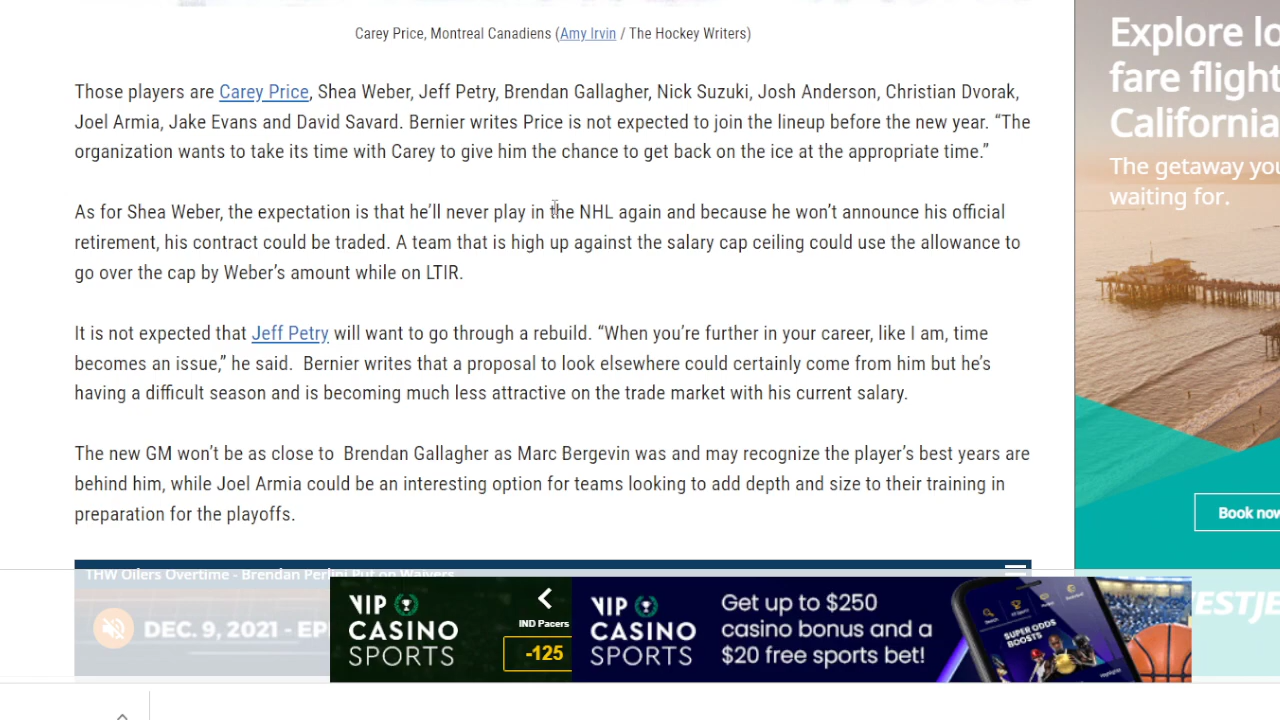 Carey Price, Montreal Canadiens (Amy Irvin / The Hockey Writers)
Those players are Carey Price, Shea Weber, Jeff Petry, Brendan Gallagher, Nick Suzuki, Josh Anderson, Christian Dvorak,
Joel Armia, Jake Evans and David Savard. Bernier writes Price is not expected to join the lineup before the new year. “The
organization wants to take its time with Carey to give him the chance to get back on the ice at the appropriate time.”
As for Shea Weber, the expectation is that he’ll never play in the NHL again and because he won’t announce his official
retirement, his contract could be traded. A team that is high up against the salary cap ceiling could use the allowance to
go over the cap by Weber’s amount while on LTIR.
It is not expected that Jeff Petry will want to go through a rebuild. “When you’re further in your career, like I am, time
becomes an issue,” he said.  Bernier writes that a proposal to look elsewhere could certainly come from him but he’s
having a difficult season and is becoming much less attractive on the trade market with his current salary.
The new GM won’t be as close to  Brendan Gallagher as Marc Bergevin was and may recognize the player’s best years are
behind him, while Joel Armia could be an interesting option for teams looking to add depth and size to their training in
preparation for the playoffs.
THW Oilers Overtime - Brendan Perlini Put on Waivers
DEC. 9, 2021 - EP
VIP
CASINO
SPORTS
IND Pacers
-125
VIP
CASINO
SPORTS
Get up to $250
casino bonus and a
$20 free sports bet!
SUPER ODDS
BOOSTS
ESTJE
Explore lo
fare flight
California
The getaway you
waiting for.
Book now